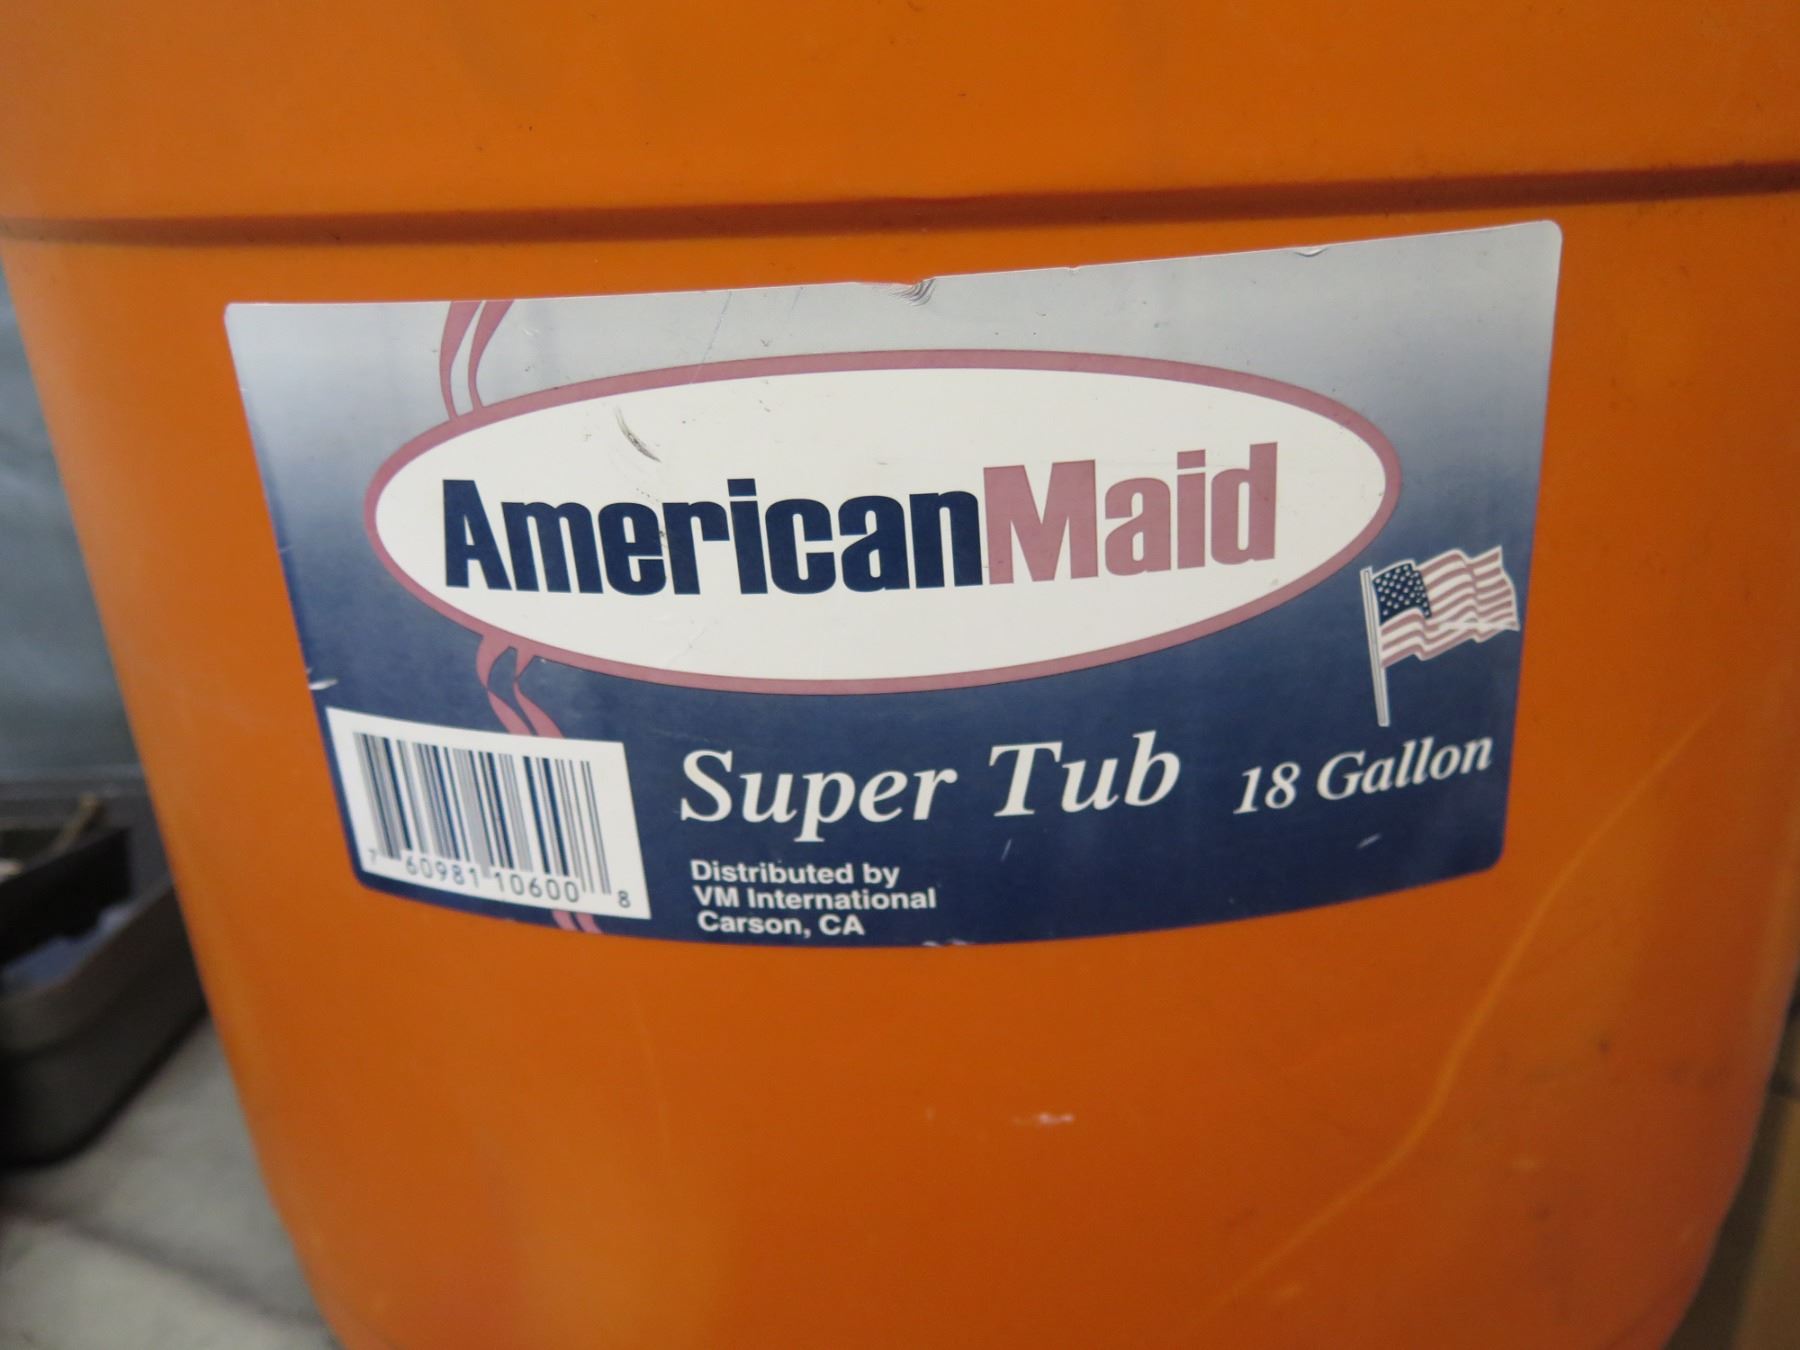 AmericanMaid
Super Tub 18 Gallon
Distributed by
VM International
Carson, CA
7 60981 10600 8